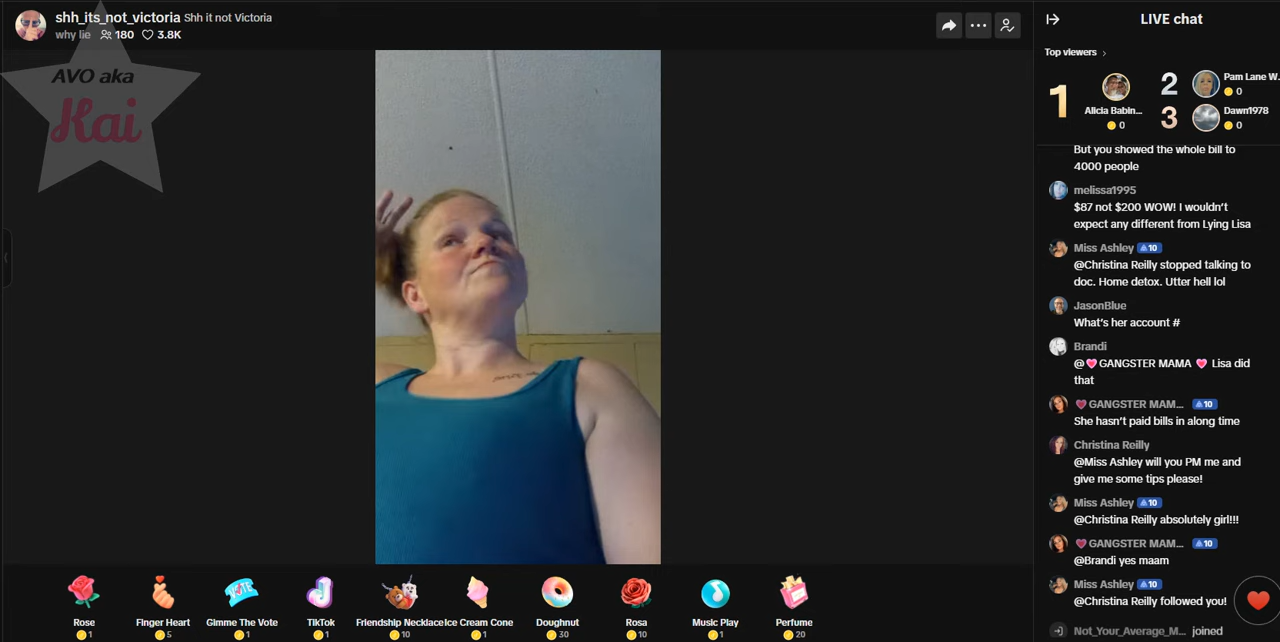 shh_its_not_victoria Shh it not Victoria
why lie 180 3.8K
AVO aka
Kai
LIVE chat
Top viewers
1 Alicia Babin... 0
2 Pam Lane W... 0
3 Dawn1978 0
But you showed the whole bill to
4000 people
melissa1995
$87 not $200 WOW! I wouldn't
expect any different from Lying Lisa
Miss Ashley 10
@Christina Reilly stopped talking to
doc. Home detox. Utter hell lol
JasonBlue
What's her account #
Brandi
@💗GANGSTER MAMA 💗 Lisa did
that
💗GANGSTER MAM... 10
She hasn't paid bills in along time
Christina Reilly
@Miss Ashley will you PM me and
give me some tips please!
Miss Ashley 10
@Christina Reilly absolutely girl!!!
💗GANGSTER MAM... 10
@Brandi yes maam
Miss Ashley 10
@Christina Reilly followed you!
Not_Your_Average_M... joined
VOTE
Rose Finger Heart Gimme The Vote TikTok Friendship Necklace Ice Cream Cone Doughnut Rosa Music Play Perfume
1 5 1 1 10 1 30 10 1 20